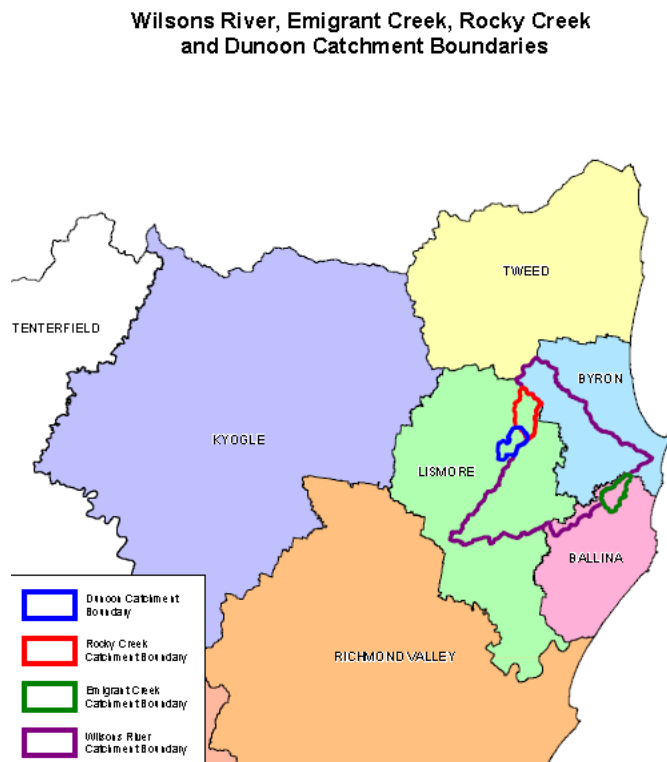 Wilsons River, Emigrant Creek, Rocky Creek
and Dunoon Catchment Boundaries
TWEED
TENTERFIELD
BYRON
KYOGLE
LISMORE
BALLINA
RICHMOND VALLEY
Dunoon Catchment
Boundary
Rocky Creek
Catchment Boundary
Emigrant Creek
Catchment Boundary
Wilsons River
Catchment Boundary